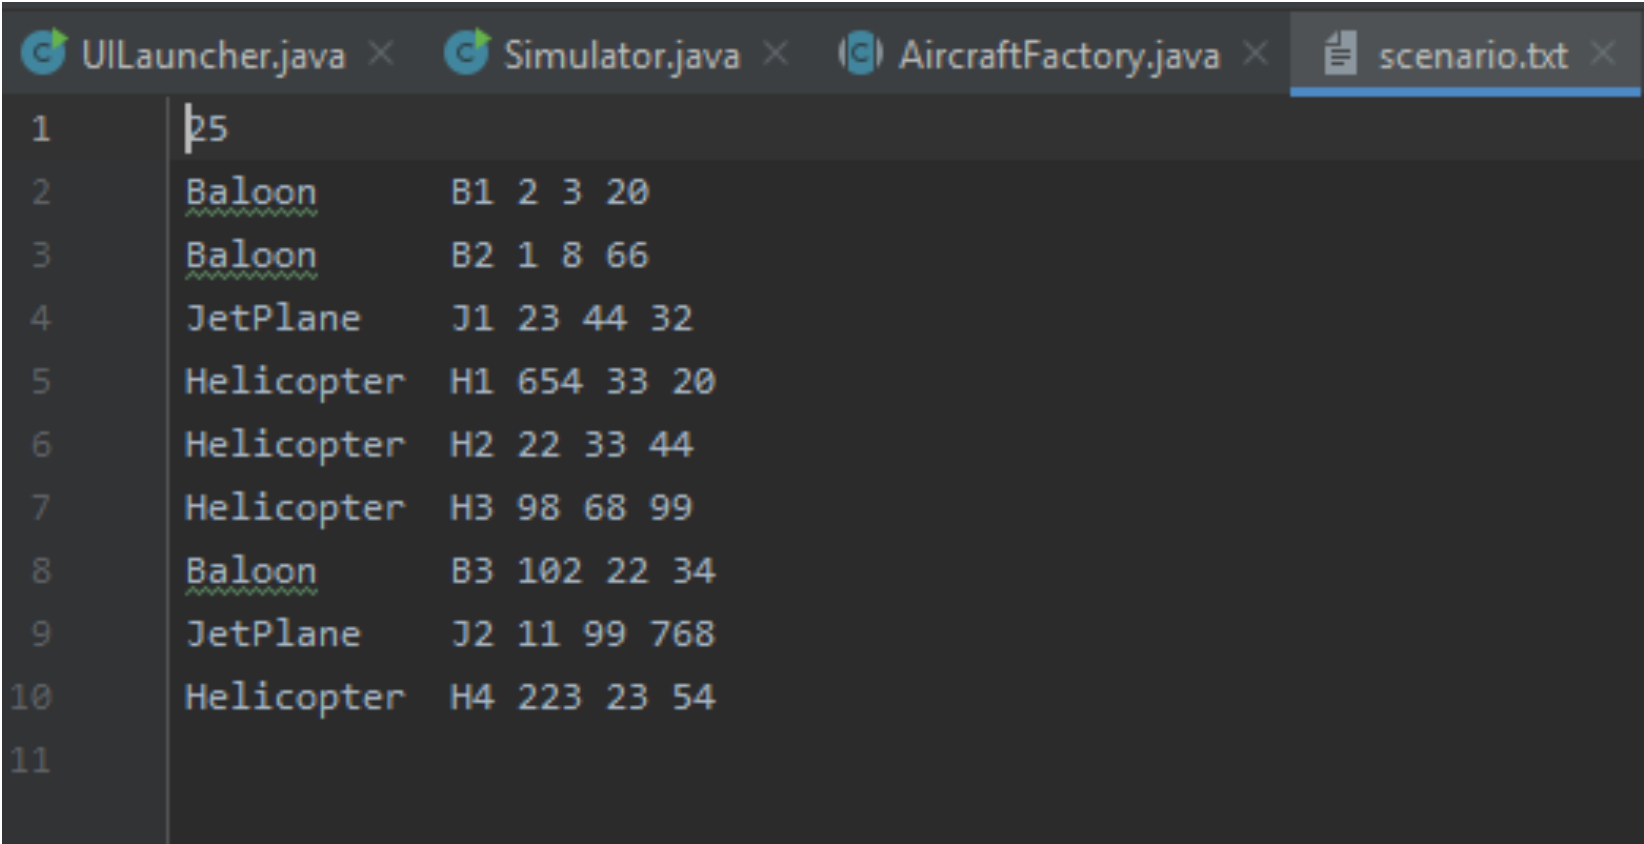 UILauncher.java Simulator.java AircraftFactory.java scenario.txt
1 25
2 Baloon B1 2 3 20
3 Baloon B2 1 8 66
4 JetPlane J1 23 44 32
5 Helicopter H1 654 33 20
6 Helicopter H2 22 33 44
7 Helicopter H3 98 68 99
8 Baloon B3 102 22 34
9 JetPlane J2 11 99 768
10 Helicopter H4 223 23 54
11